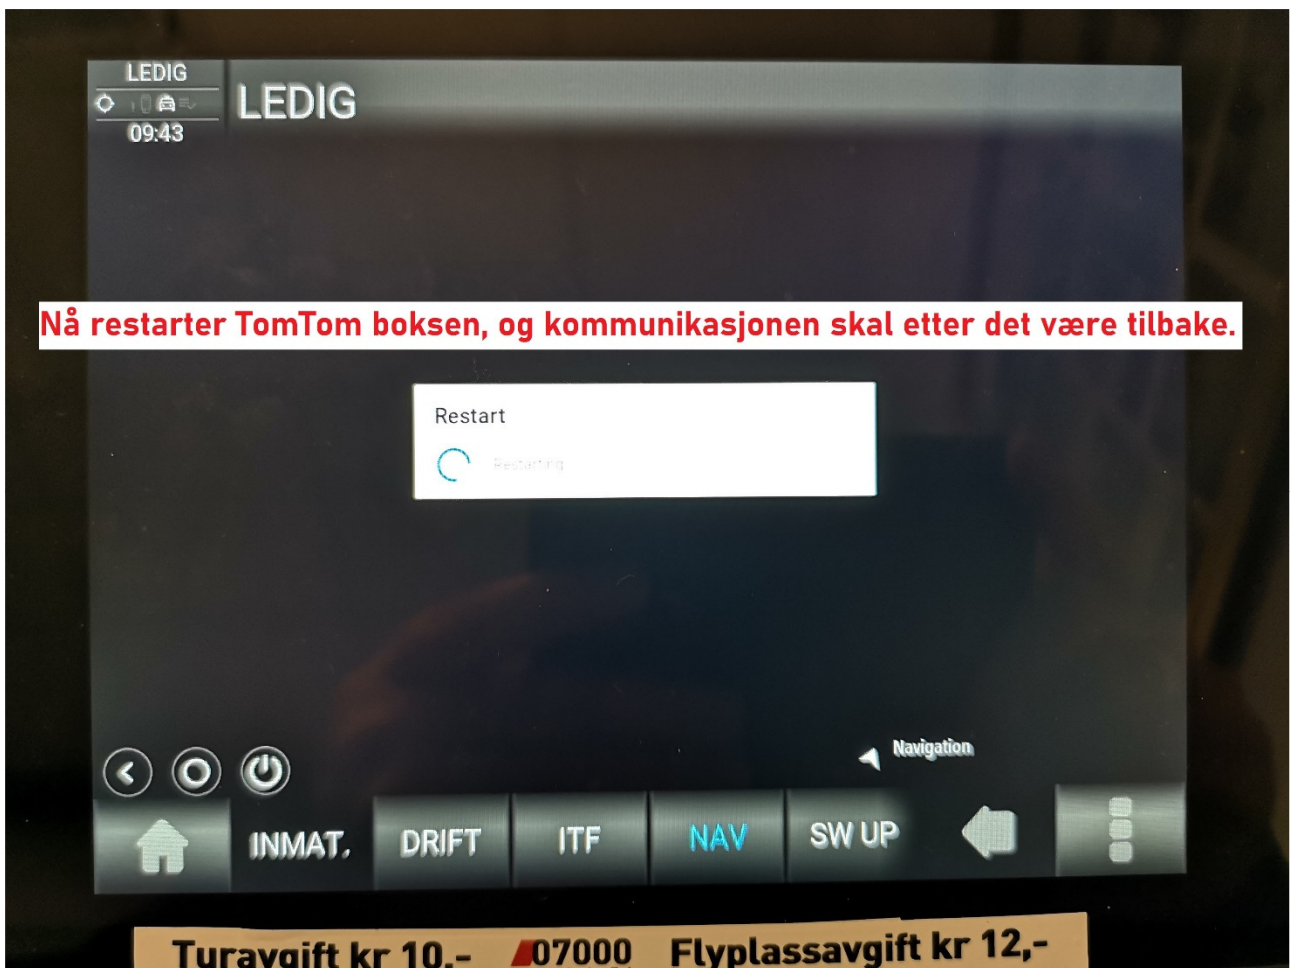 LEDIG
LEDIG
09:43
Nå restarter TomTom boksen, og kommunikasjonen skal etter det være tilbake.
Restart
Restarting
Navigation
INMAT.
DRIFT
ITF
NAV
SW UP
Turavgift kr 10,- 07000 Flyplassavgift kr 12,-